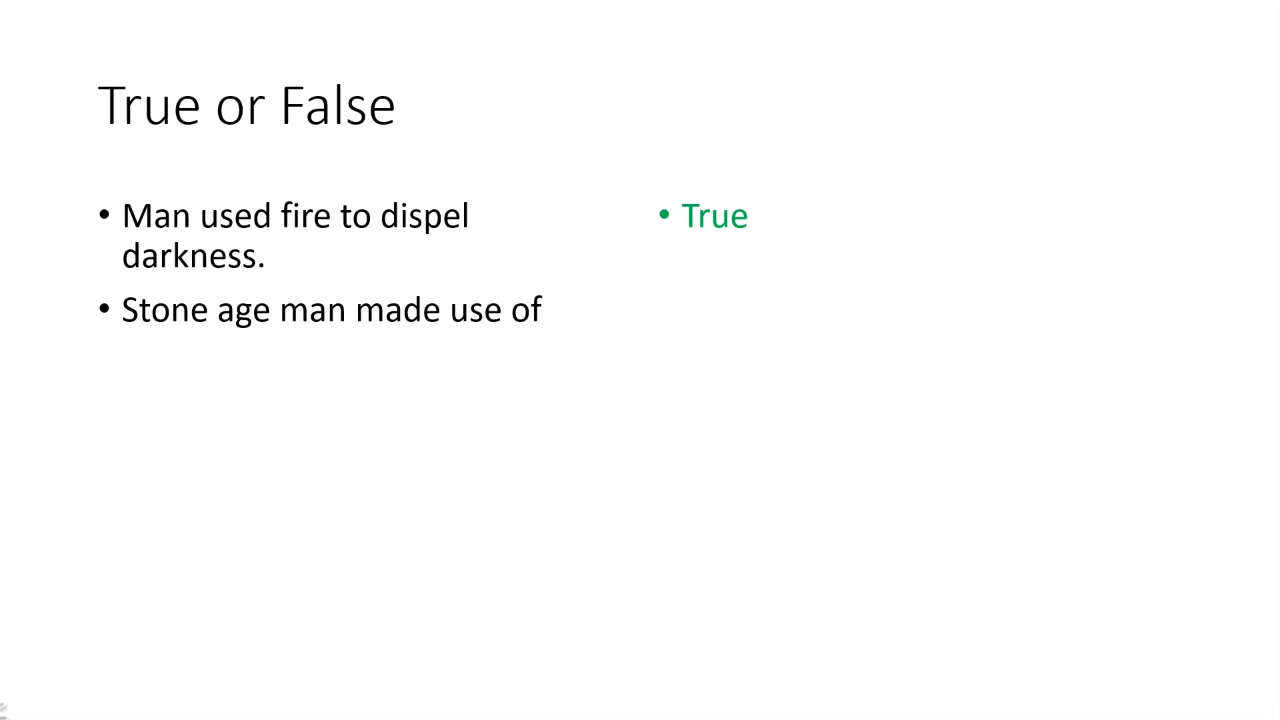 True or False
• Man used fire to dispel
darkness.
• Stone age man made use of
• True